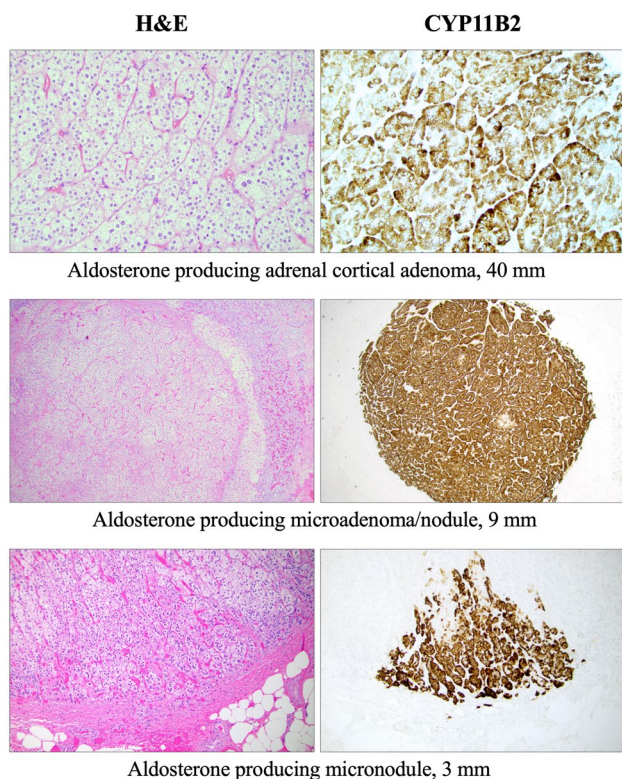 H&E CYP11B2
Aldosterone producing adrenal cortical adenoma, 40 mm
Aldosterone producing microadenoma/nodule, 9 mm
Aldosterone producing micronodule, 3 mm